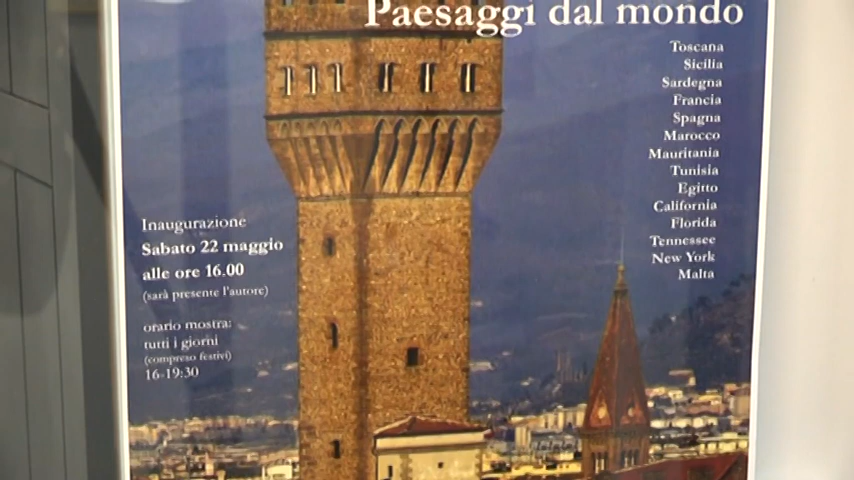 Paesaggi dal mondo
Toscana
Sicilia
Sardegna
Francia
Spagna
Marocco
Mauritania
Tunisia
Egitto
California
Florida
Tennessee
New York
Malta
Inaugurazione
Sabato 22 maggio
alle ore 16.00
(sarà presente l'autore)
orario mostra:
tutti i giorni
(compreso festivi)
16-19:30